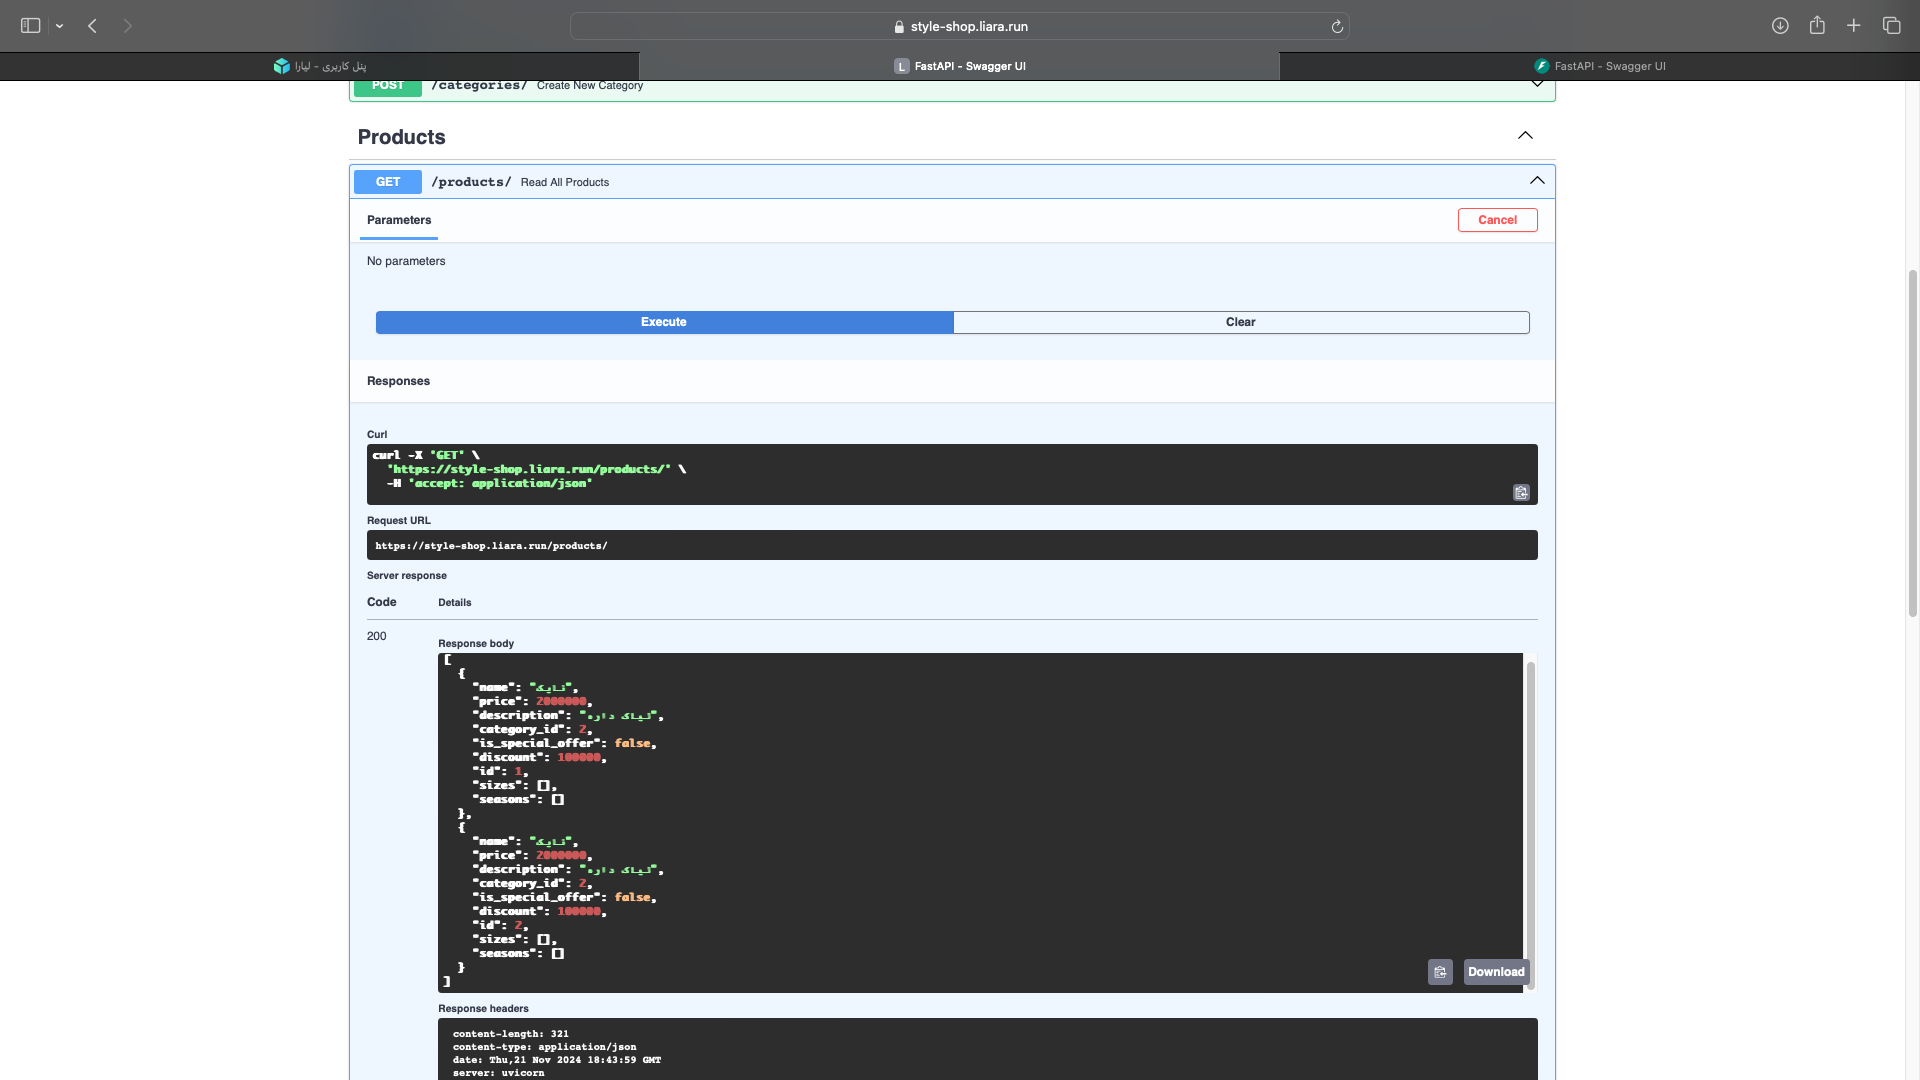 style-shop.liara.run
پنل کاربری - لیارا
L FastAPI - Swagger UI
FastAPI - Swagger UI
POST /categories/ Create New Category
Products
GET /products/ Read All Products
Parameters
Cancel
No parameters
Execute
Clear
Responses
Curl
curl -X 'GET' \
'https://style-shop.liara.run/products/' \
-H 'accept: application/json'
Request URL
https://style-shop.liara.run/products/
Server response
Code Details
200
Response body
[
{
"name": "نایک",
"price": 2000000,
"description": "نیاک داره",
"category_id": 2,
"is_special_offer": false,
"discount": 100000,
"id": 1,
"sizes": [],
"seasons": []
},
{
"name": "نایک",
"price": 2000000,
"description": "نیاک داره",
"category_id": 2,
"is_special_offer": false,
"discount": 100000,
"id": 2,
"sizes": [],
"seasons": []
}
]
Download
Response headers
content-length: 321
content-type: application/json
date: Thu,21 Nov 2024 18:43:59 GMT
server: uvicorn